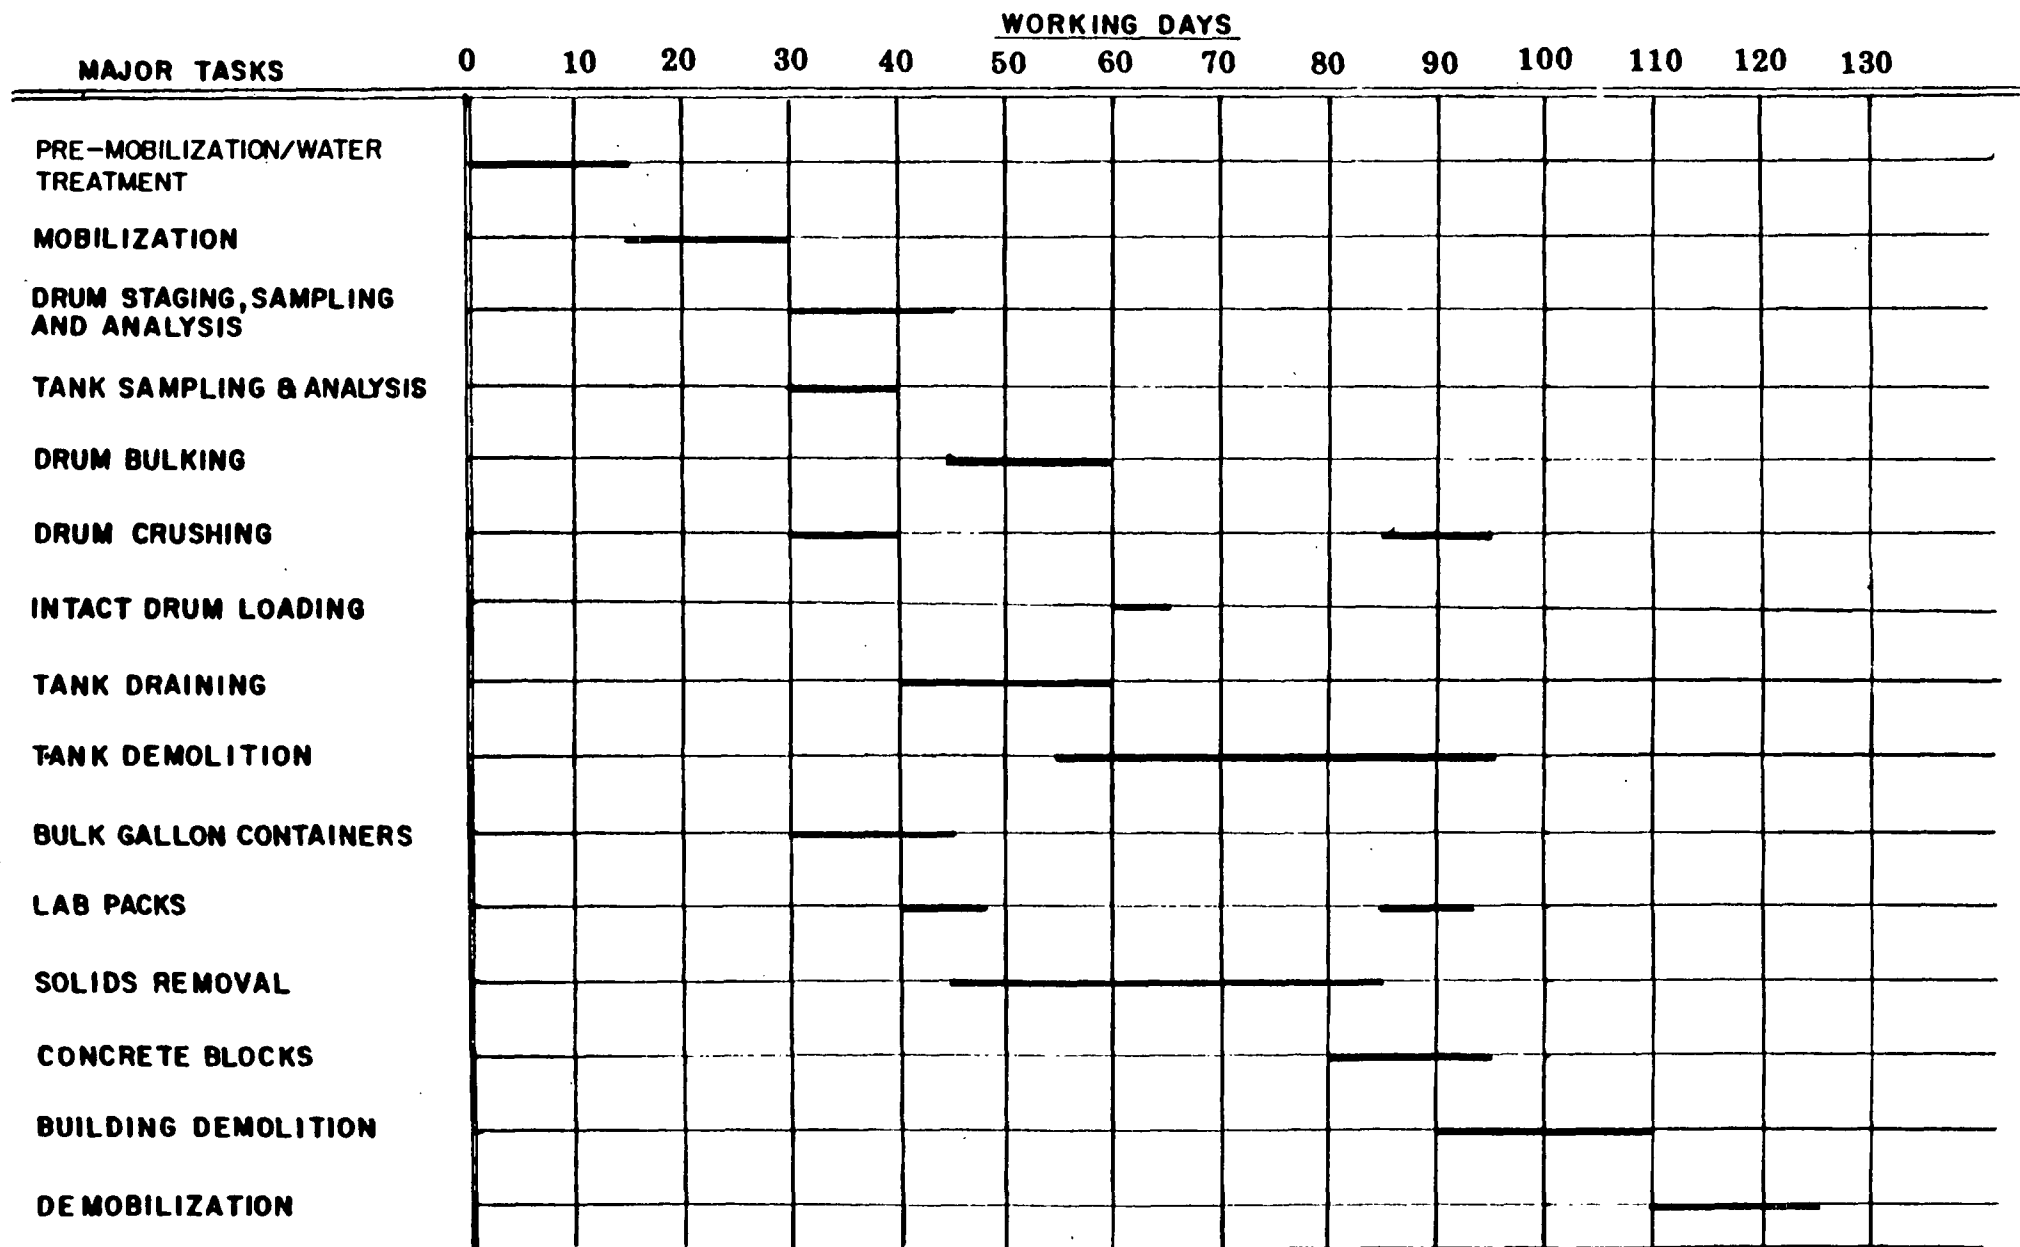 WORKING DAYS
MAJOR TASKS 0 10 20 30 40 50 60 70 80 90 100 110 120 130
PRE-MOBILIZATION/WATER
TREATMENT
MOBILIZATION
DRUM STAGING, SAMPLING
AND ANALYSIS
TANK SAMPLING & ANALYSIS
DRUM BULKING
DRUM CRUSHING
INTACT DRUM LOADING
TANK DRAINING
TANK DEMOLITION
BULK GALLON CONTAINERS
LAB PACKS
SOLIDS REMOVAL
CONCRETE BLOCKS
BUILDING DEMOLITION
DEMOBILIZATION